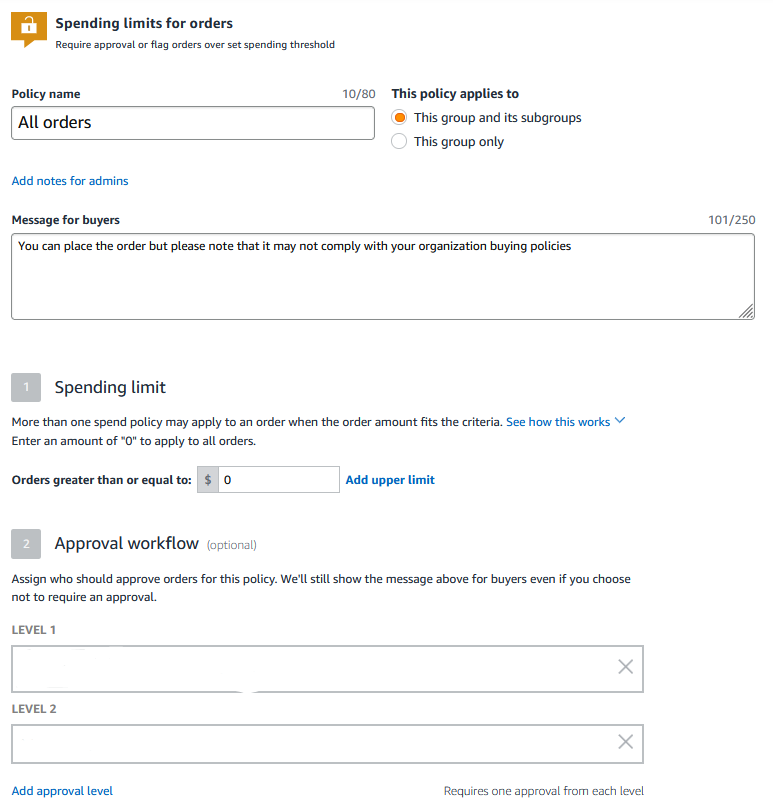 Spending limits for orders
Require approval or flag orders over set spending threshold
Policy name
10/80
This policy applies to
All orders
This group and its subgroups
This group only
Add notes for admins
Message for buyers
101/250
You can place the order but please note that it may not comply with your organization buying policies
1
Spending limit
More than one spend policy may apply to an order when the order amount fits the criteria. See how this works
Enter an amount of "0" to apply to all orders.
Orders greater than or equal to: $ 0 Add upper limit
2
Approval workflow (optional)
Assign who should approve orders for this policy. We'll still show the message above for buyers even if you choose
not to require an approval.
LEVEL 1
LEVEL 2
Add approval level
Requires one approval from each level